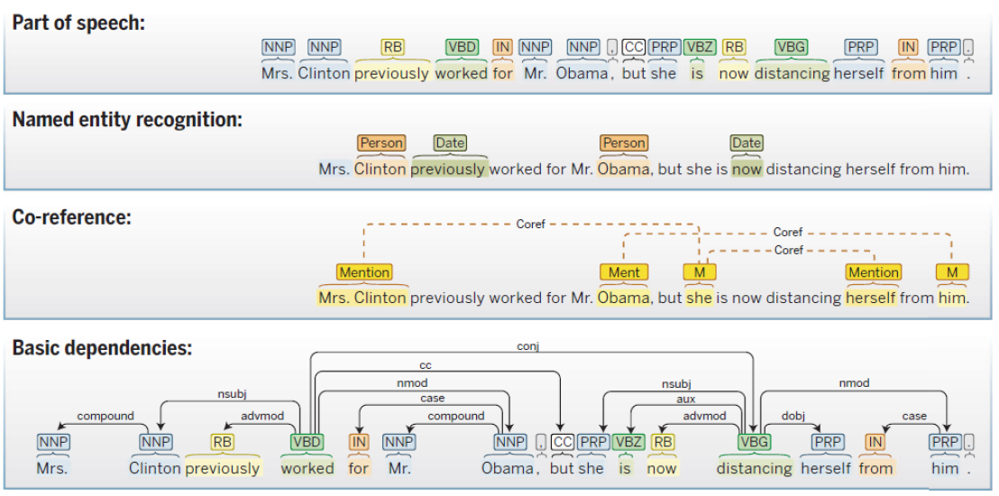 Part of speech:
NNP NNP RB VBD IN NNP NNP , CC PRP VBZ RB VBG PRP IN PRP .
Mrs. Clinton previously worked for Mr. Obama, but she is now distancing herself from him .
Named entity recognition:
Person Date Person Date
Mrs. Clinton previously worked for Mr. Obama, but she is now distancing herself from him.
Co-reference:
Coref
Coref
Coref
Mention Ment M Mention M
Mrs. Clinton previously worked for Mr. Obama, but she is now distancing herself from him.
Basic dependencies:
conj
cc
nmod nsubj nmod
nsubj case aux
compound advmod compound advmod dobj case
NNP NNP RB VBD IN NNP NNP , CC PRP VBZ RB VBG PRP IN PRP .
Mrs. Clinton previously worked for Mr. Obama, but she is now distancing herself from him .